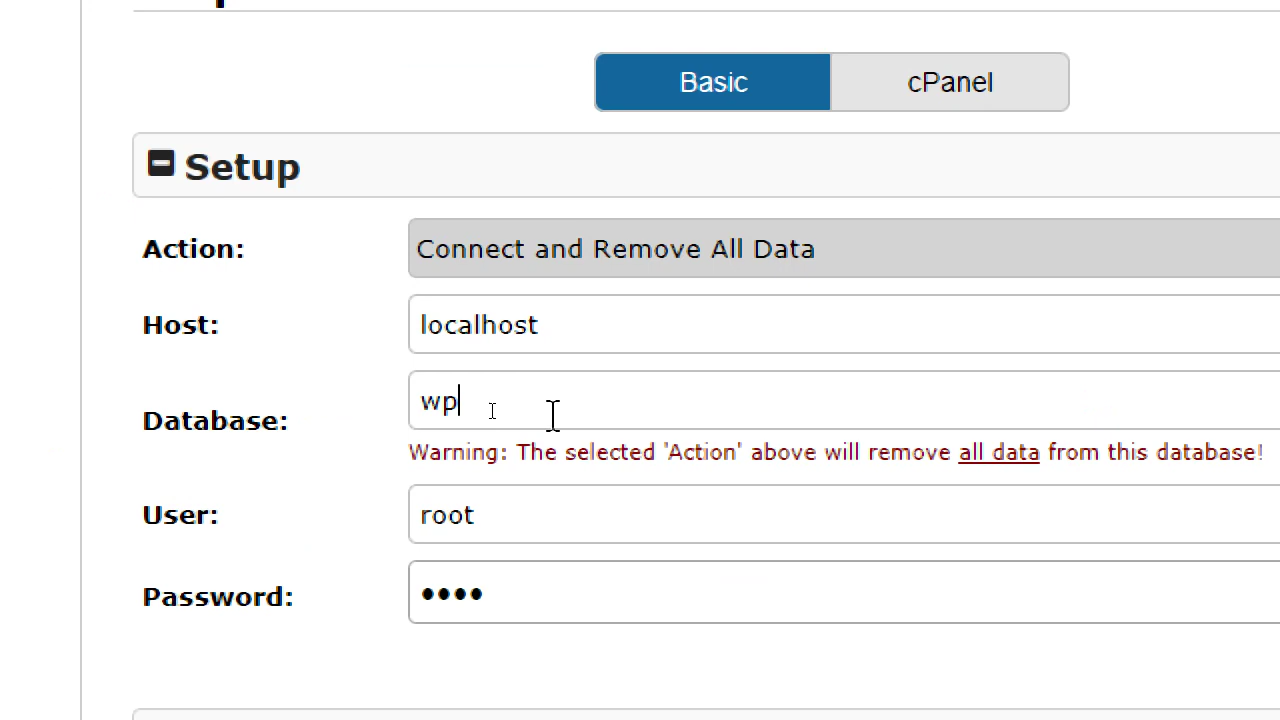 Basic cPanel
Setup
Action: Connect and Remove All Data
Host: localhost
Database: wp
Warning: The selected 'Action' above will remove all data from this database!
User: root
Password: ••••